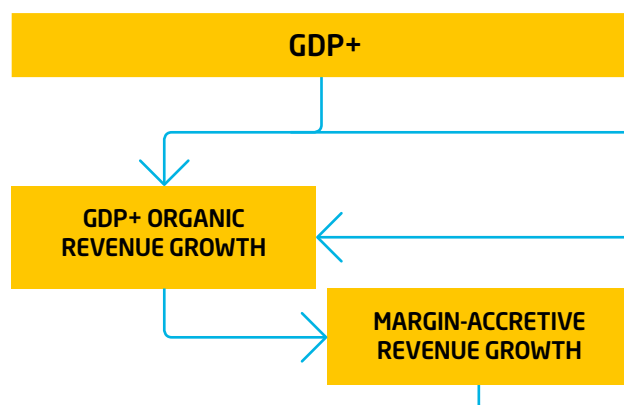 GDP+
GDP+ ORGANIC
REVENUE GROWTH
MARGIN-ACCRETIVE
REVENUE GROWTH